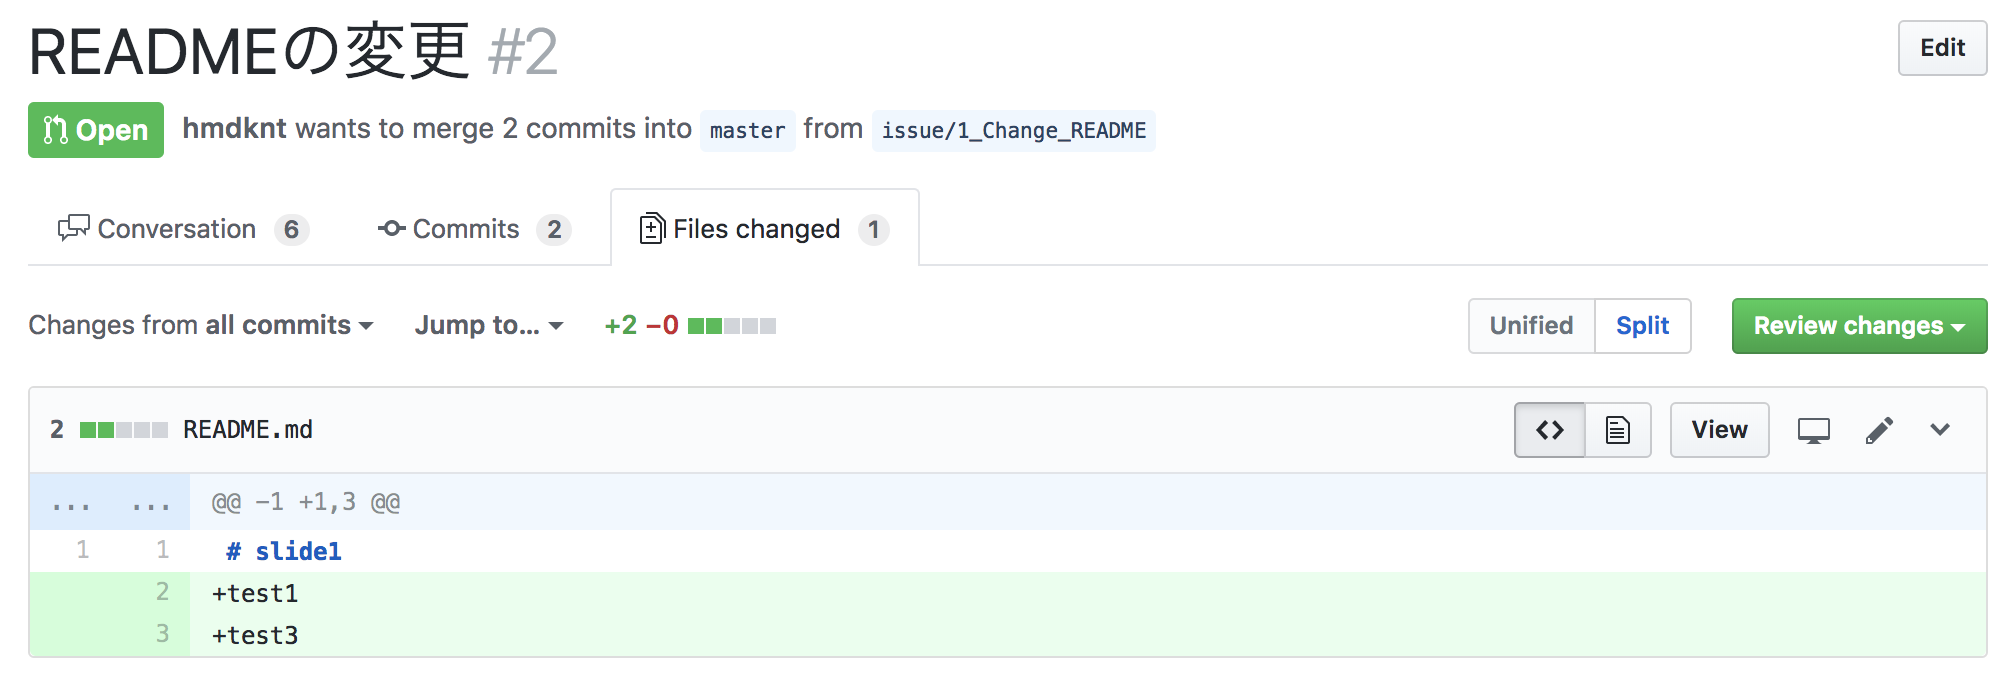 READMEの変更 #2
Edit
Open hmdknt wants to merge 2 commits into master from issue/1_Change_README
Conversation 6 Commits 2 Files changed 1
Changes from all commits Jump to... +2 −0 Unified Split Review changes
2 README.md <> View
... ... @@ -1 +1,3 @@
1 1 # slide1
2 +test1
3 +test3